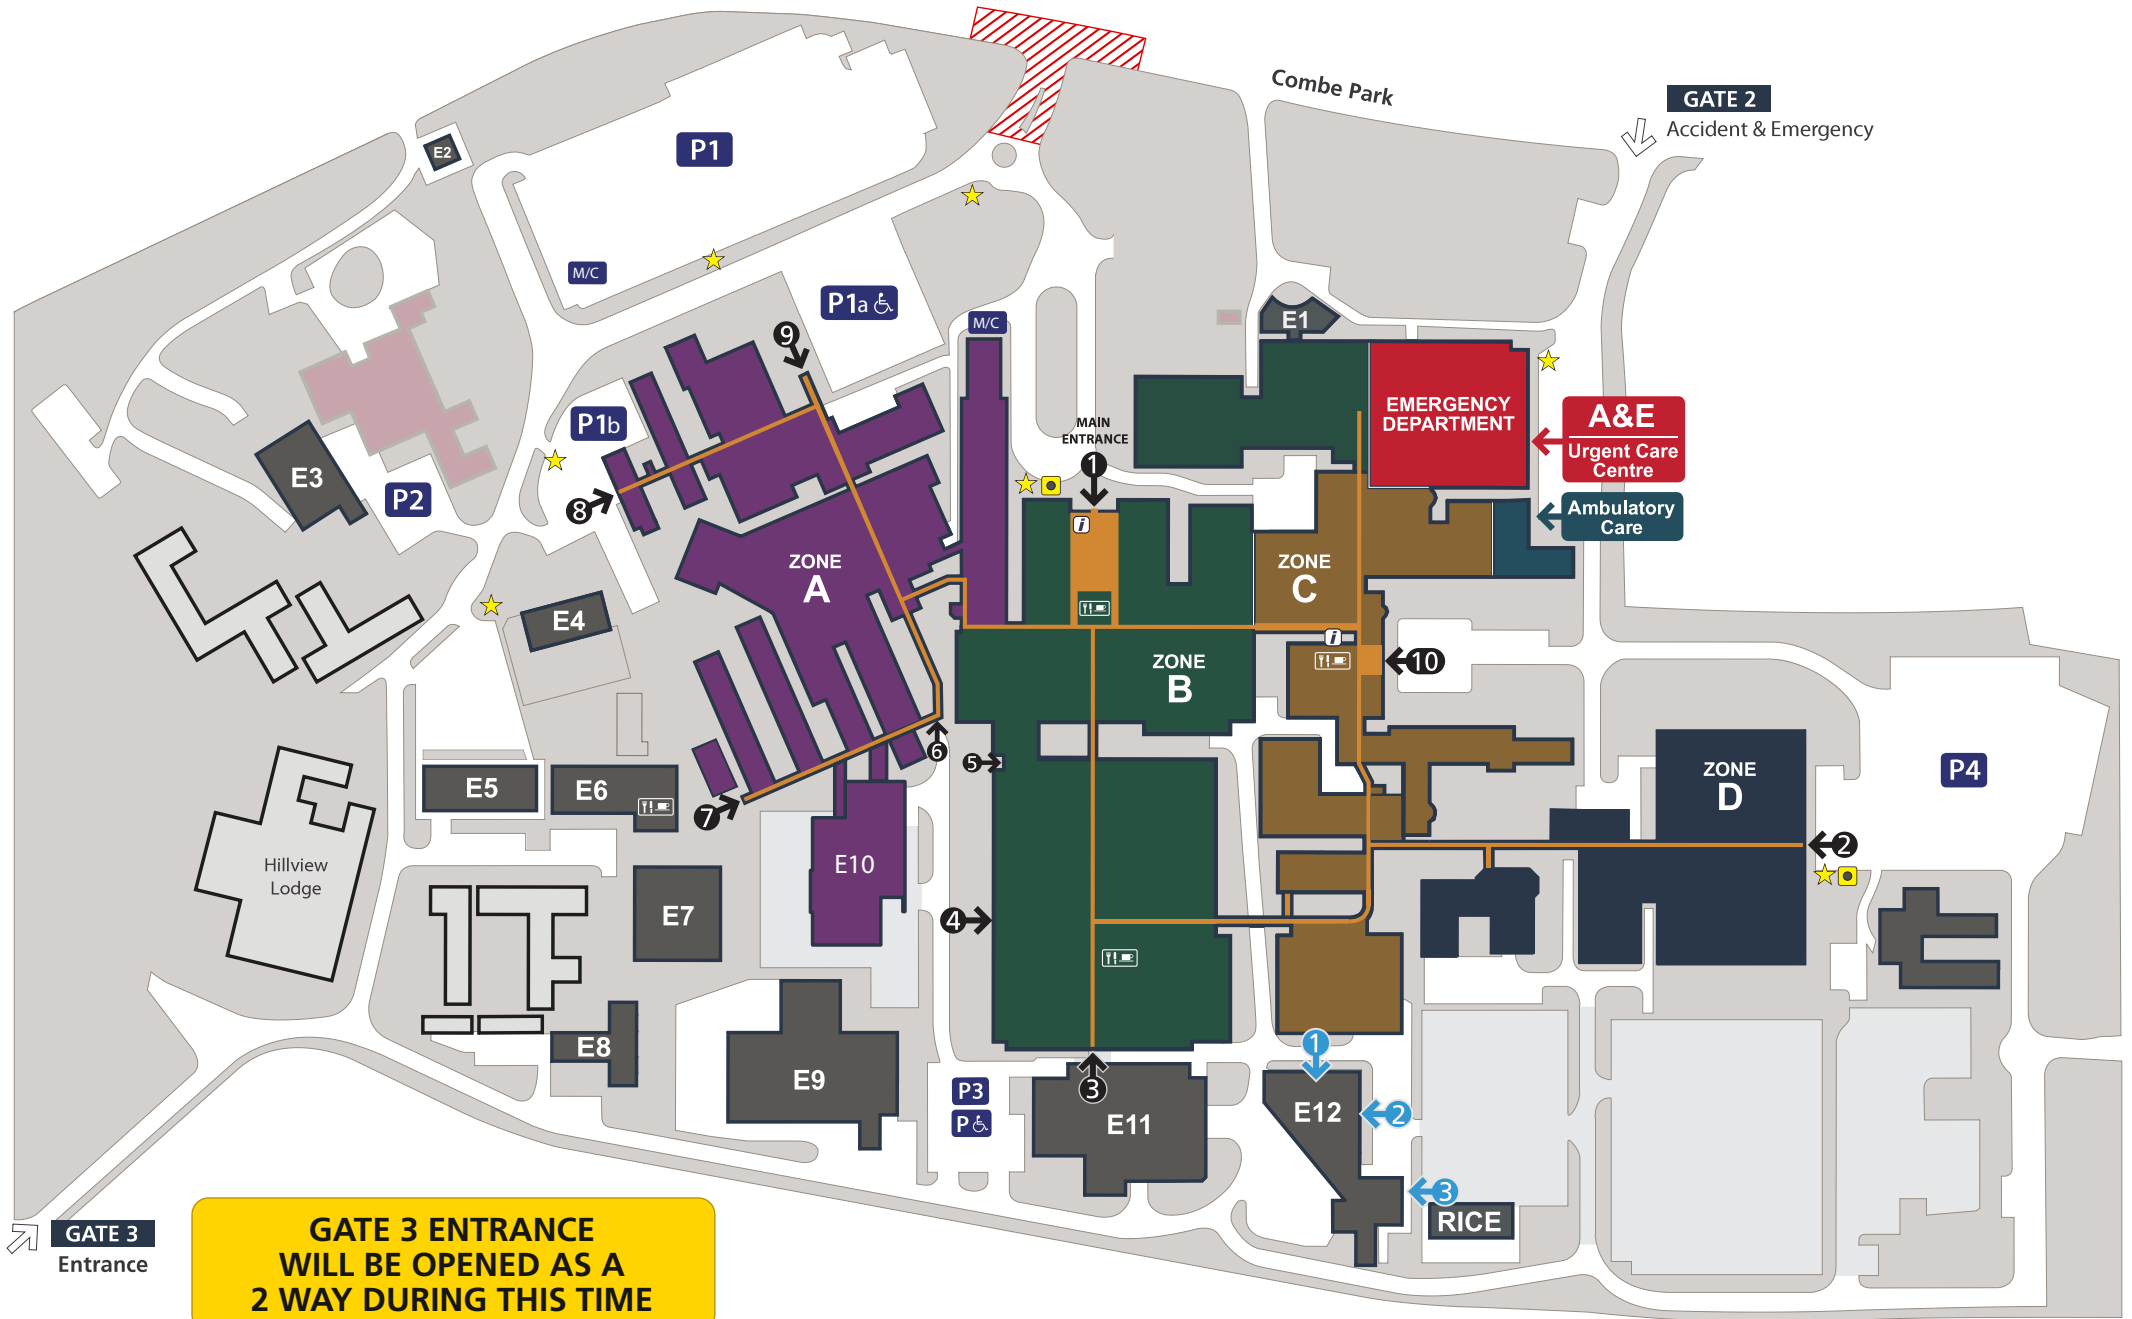 Combe Park
GATE 2
Accident & Emergency
E2
P1
M/C
P1a
M/C
E1
9
P1b
MAIN
ENTRANCE
1
EMERGENCY
DEPARTMENT
A&E
Urgent Care
Centre
E3
P2
8
i
Ambulatory
Care
ZONE
A
ZONE
C
E4
i
ZONE
B
10
6
5
E5
E6
7
ZONE
D
P4
Hillview
Lodge
E10
2
E7
4
E8
1
E9
P3
P
3
E11
E12
2
3
RICE
GATE 3
Entrance
GATE 3 ENTRANCE
WILL BE OPENED AS A
2 WAY DURING THIS TIME